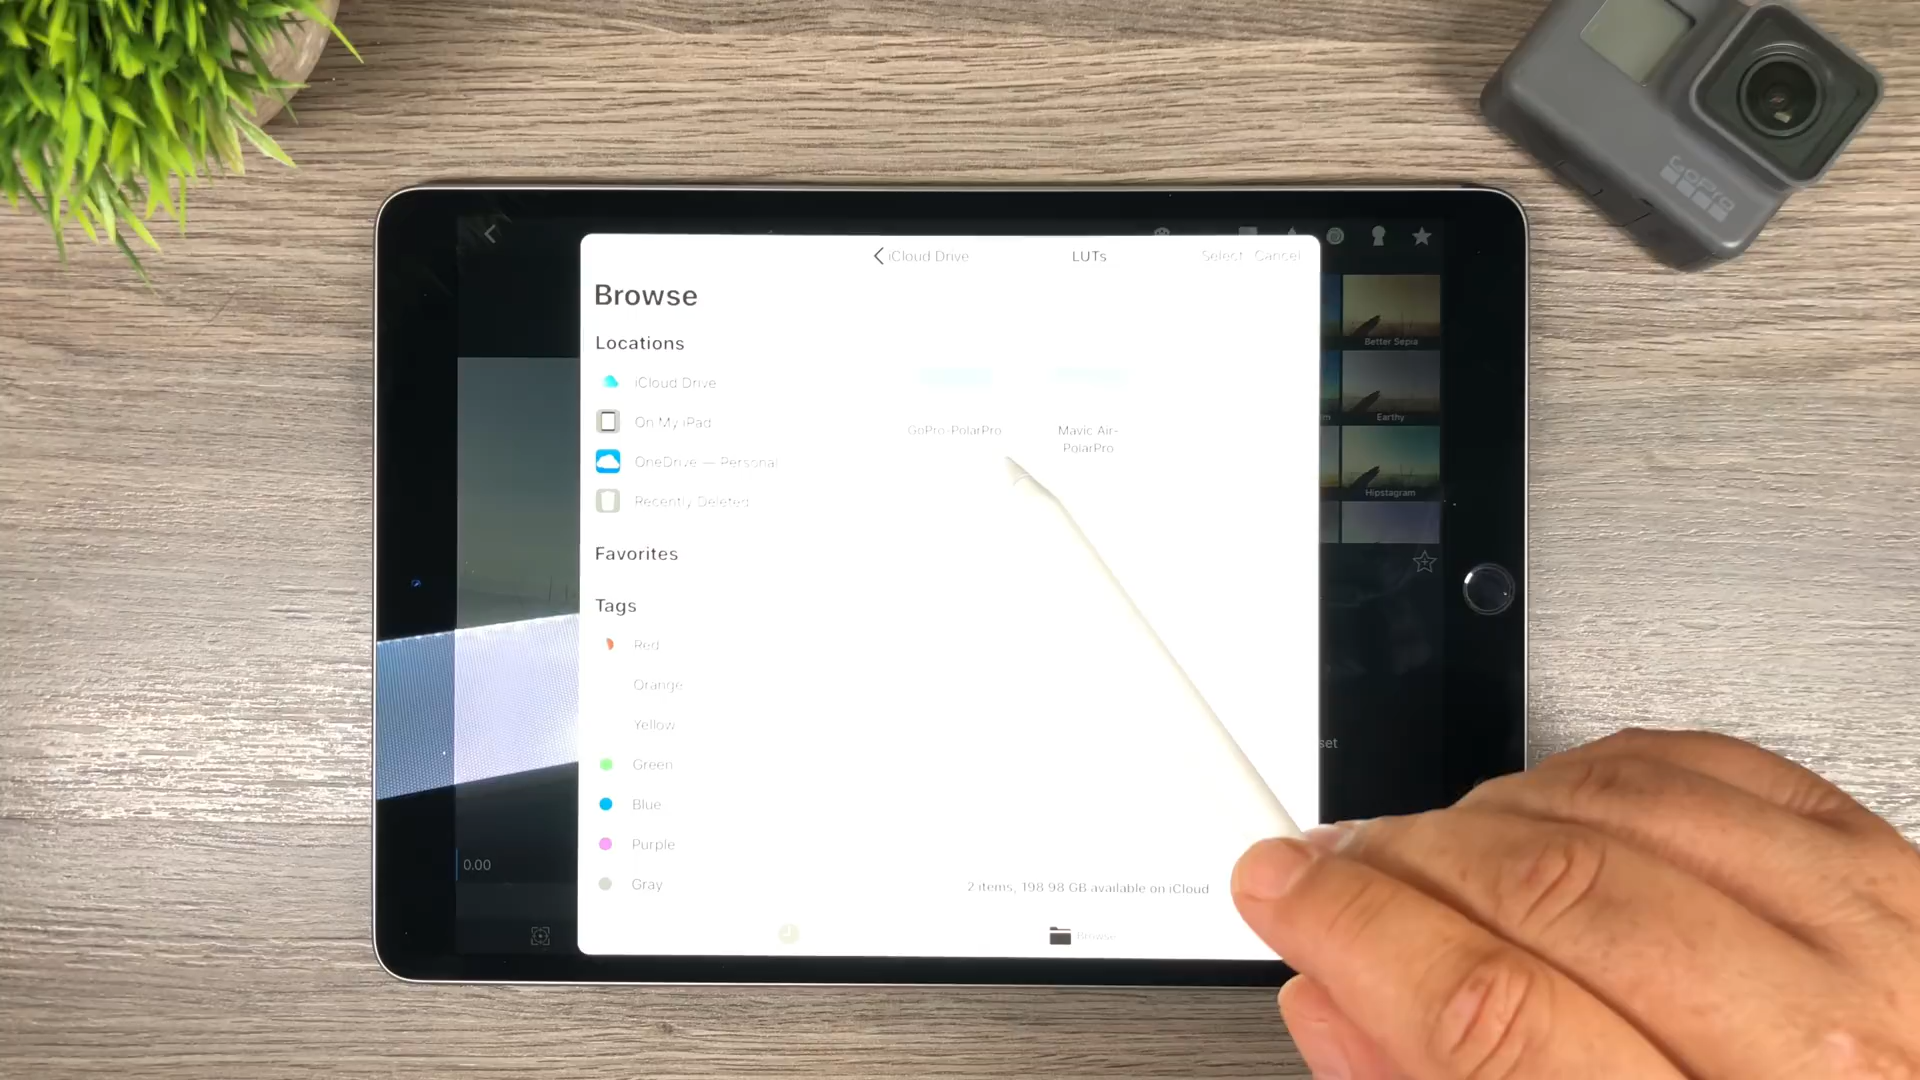 GoPro
iCloud Drive
LUTs
Select
Cancel
Browse
Locations
iCloud Drive
On My iPad
OneDrive — Personal
Recently Deleted
Favorites
Tags
Red
Orange
Yellow
Green
Blue
Purple
Gray
GoPro-PolarPro
Mavic Air-
PolarPro
2 items, 198.98 GB available on iCloud
Browse
Better Sepia
Earthy
Hipstagram
0.00